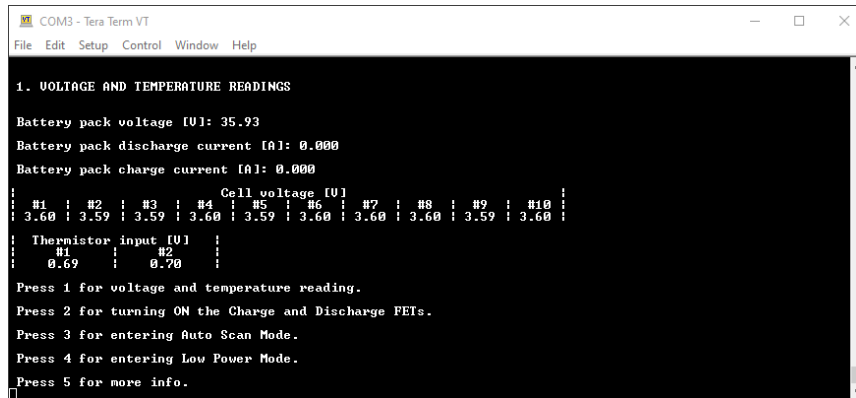 COM3 - Tera Term VT
File Edit Setup Control Window Help
1. VOLTAGE AND TEMPERATURE READINGS
Battery pack voltage [V]: 35.93
Battery pack discharge current [A]: 0.000
Battery pack charge current [A]: 0.000
| Cell voltage [V] |
| #1 | #2 | #3 | #4 | #5 | #6 | #7 | #8 | #9 | #10 |
| 3.60 | 3.59 | 3.59 | 3.60 | 3.59 | 3.60 | 3.60 | 3.60 | 3.59 | 3.60 |
| Thermistor input [V] |
| #1 | #2 |
| 0.69 | 0.70 |
Press 1 for voltage and temperature reading.
Press 2 for turning ON the Charge and Discharge FETs.
Press 3 for entering Auto Scan Mode.
Press 4 for entering Low Power Mode.
Press 5 for more info.